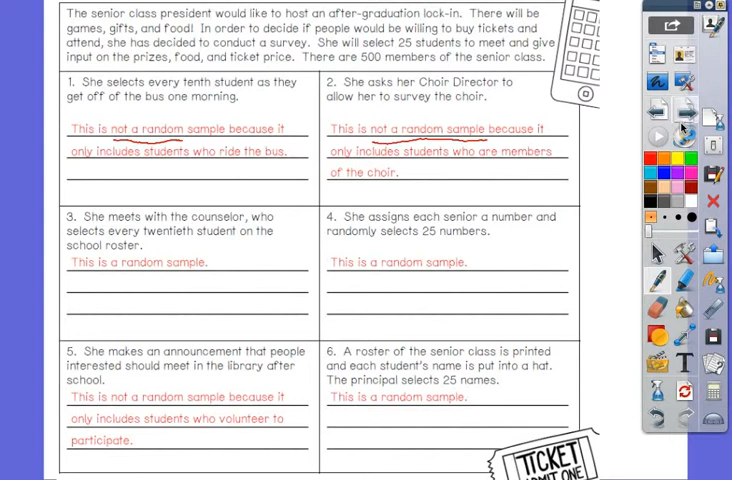 The senior class president would like to host an after-graduation lock-in. There will be
games, gifts, and food! In order to decide if people would be willing to buy tickets and
attend, she has decided to conduct a survey. She will select 25 students to meet and give
input on the prizes, food, and ticket price. There are 500 members of the senior class.
1. She selects every tenth student as they
get off of the bus one morning.
This is not a random sample because it
only includes students who ride the bus.
2. She asks her Choir Director to
allow her to survey the choir.
This is not a random sample because it
only includes students who are members
of the choir.
3. She meets with the counselor, who
selects every twentieth student on the
school roster.
This is a random sample.
4. She assigns each senior a number and
randomly selects 25 numbers.
This is a random sample.
5. She makes an announcement that people
interested should meet in the library after
school.
This is not a random sample because it
only includes students who volunteer to
participate.
6. A roster of the senior class is printed
and each student's name is put into a hat.
The principal selects 25 names.
This is a random sample.
TICKET
ADMIT ONE
T